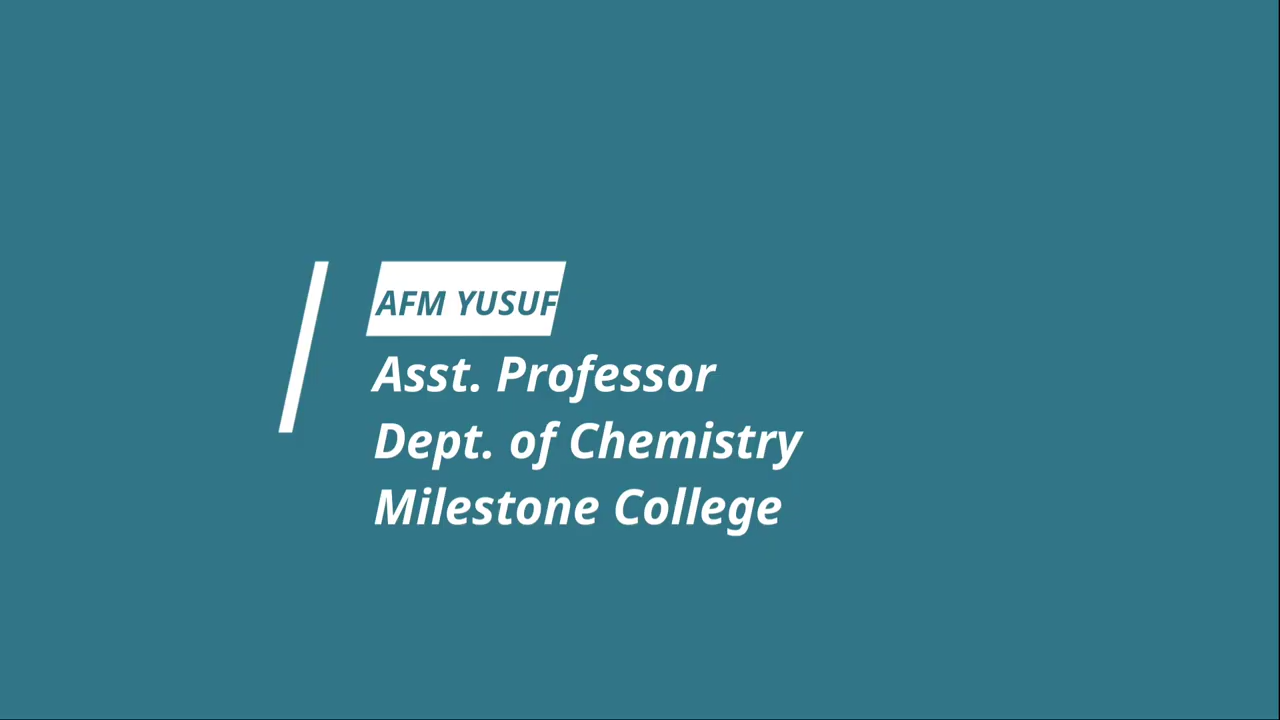 AFM YUSUF
Asst. Professor
Dept. of Chemistry
Milestone College